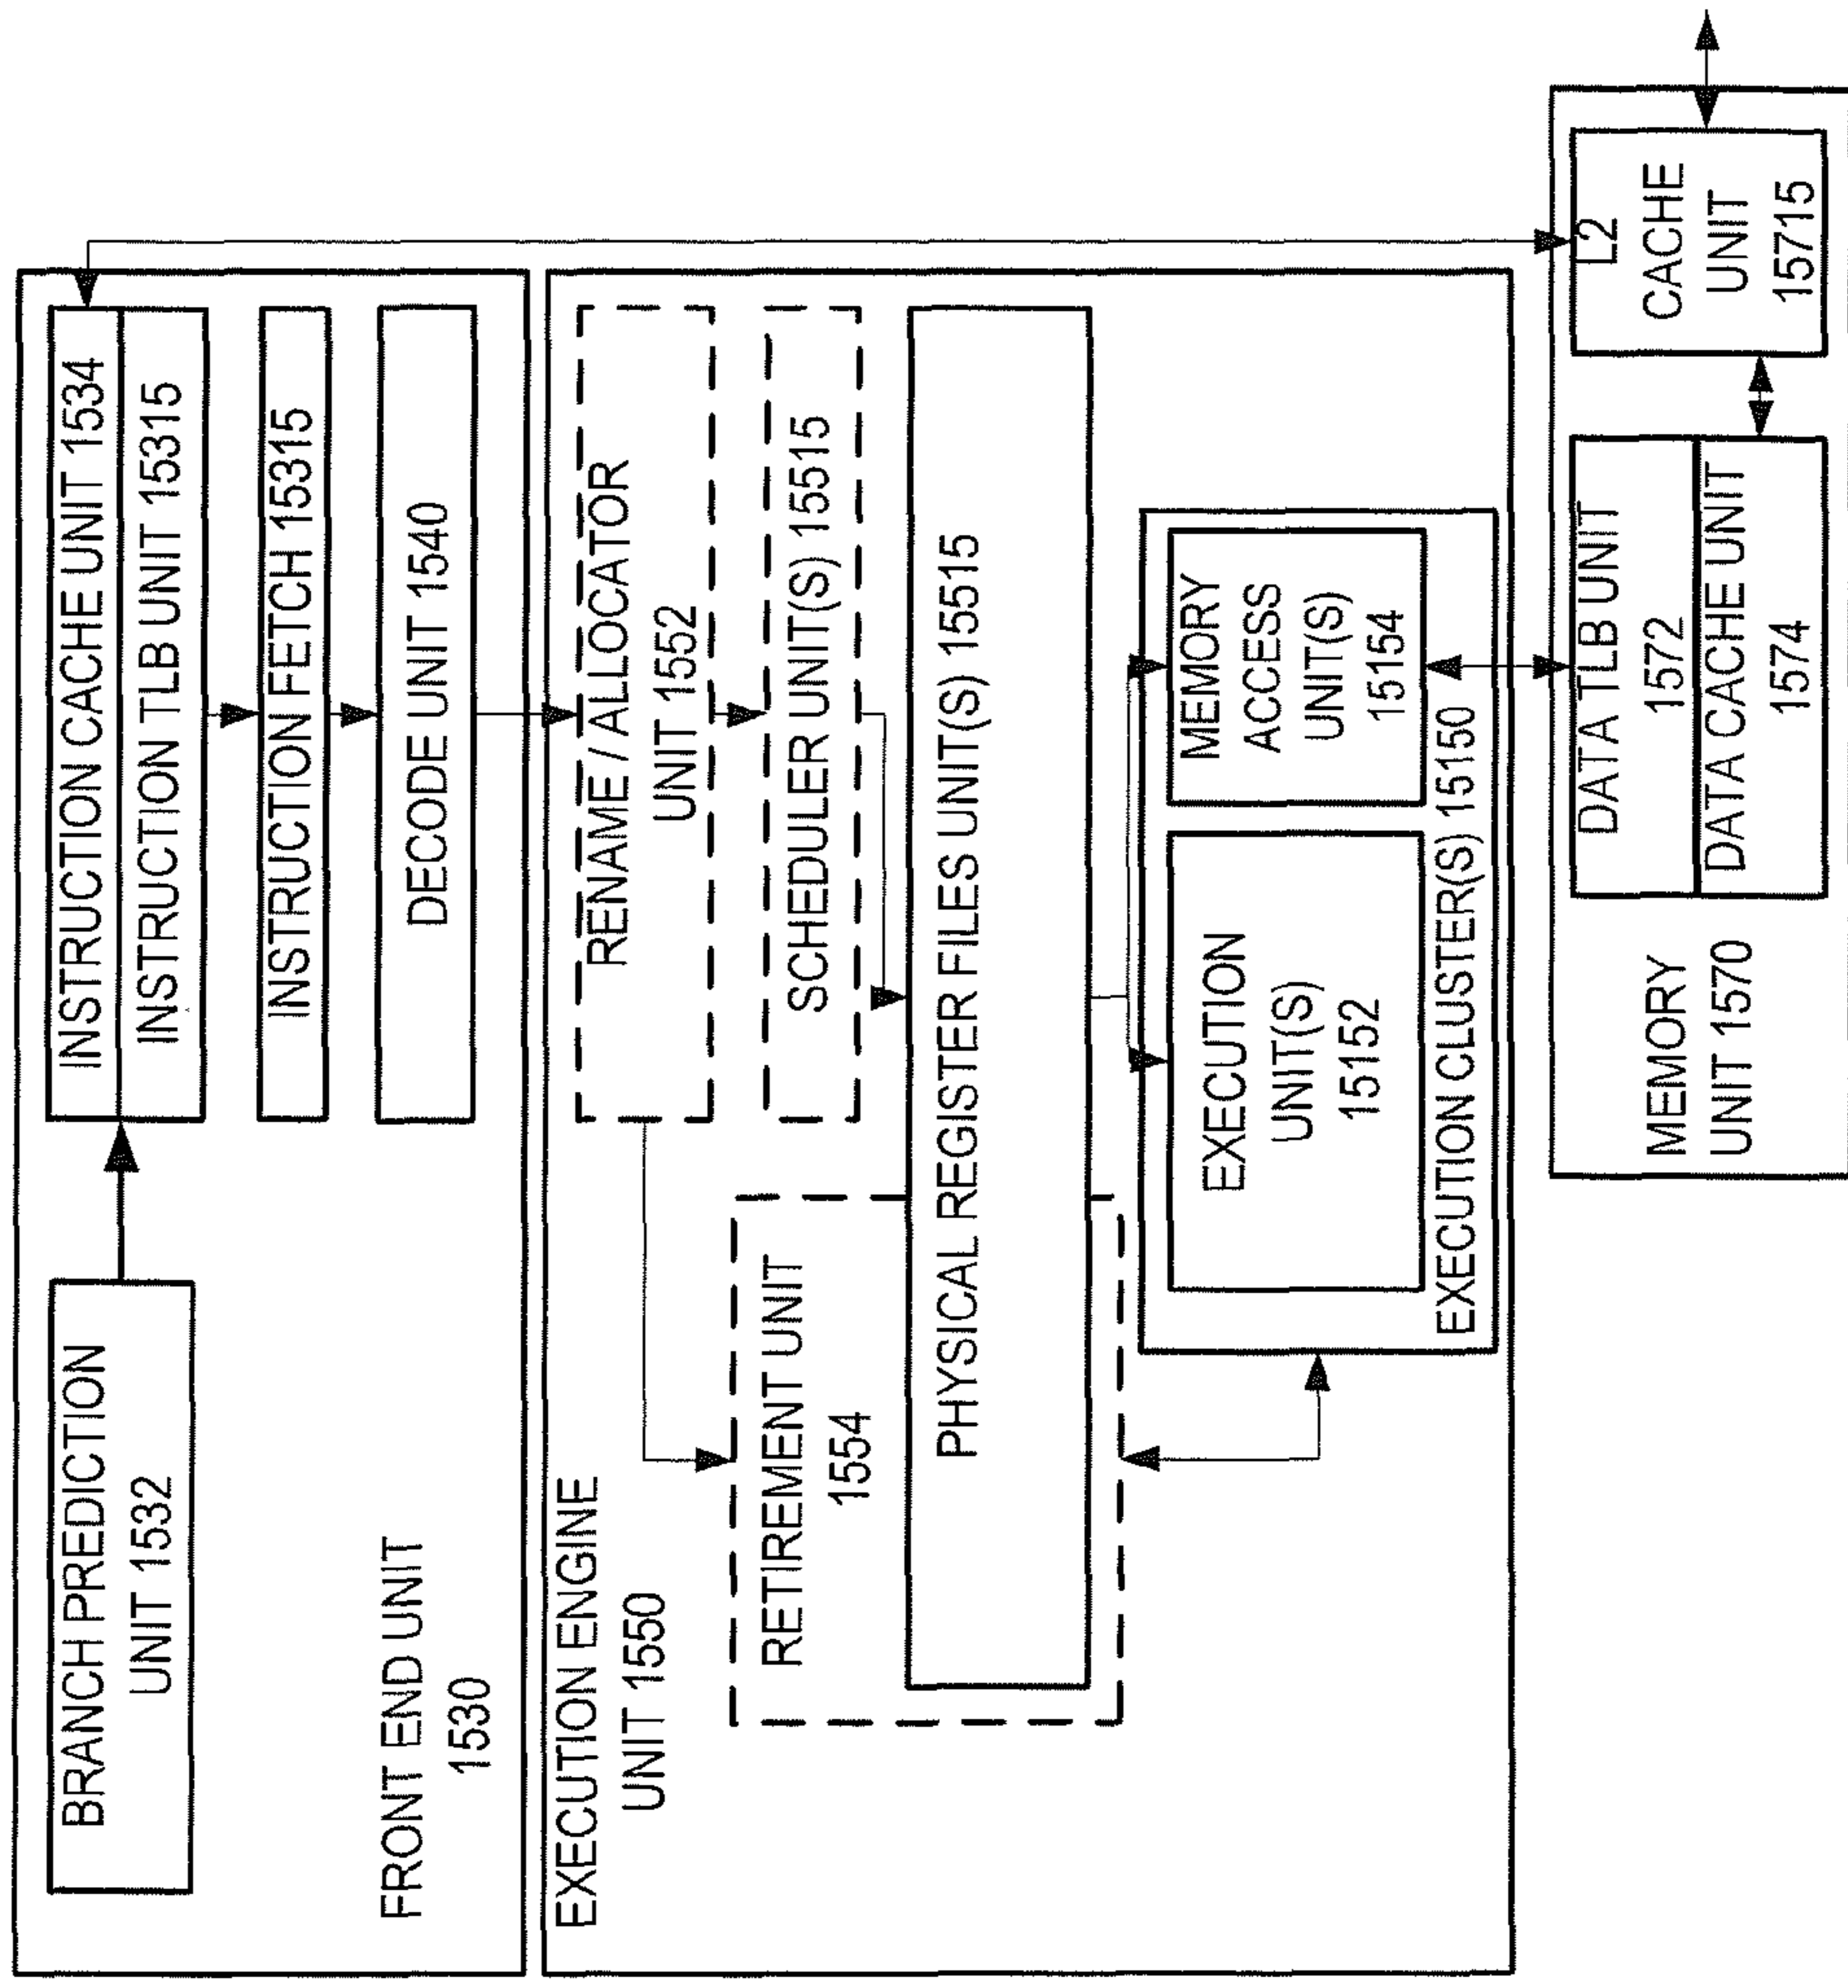 BRANCH PREDICTION
UNIT 1532
INSTRUCTION CACHE UNIT 1534
INSTRUCTION TLB UNIT 15315
INSTRUCTION FETCH 15315
DECODE UNIT 1540
FRONT END UNIT
1530
EXECUTION ENGINE
UNIT 1550
RENAME / ALLOCATOR
UNIT 1552
SCHEDULER UNIT(S) 15515
RETIREMENT UNIT
1554
PHYSICAL REGISTER FILES UNIT(S) 15515
EXECUTION
UNIT(S)
15152
MEMORY
ACCESS
UNIT(S)
15154
EXECUTION CLUSTER(S) 15150
MEMORY
UNIT 1570
DATA TLB UNIT
1572
DATA CACHE UNIT
1574
L2
CACHE
UNIT
15715